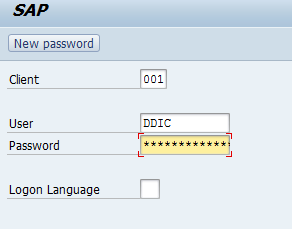 SAP
New password
Client 001
User DDIC
Password *************
Logon Language